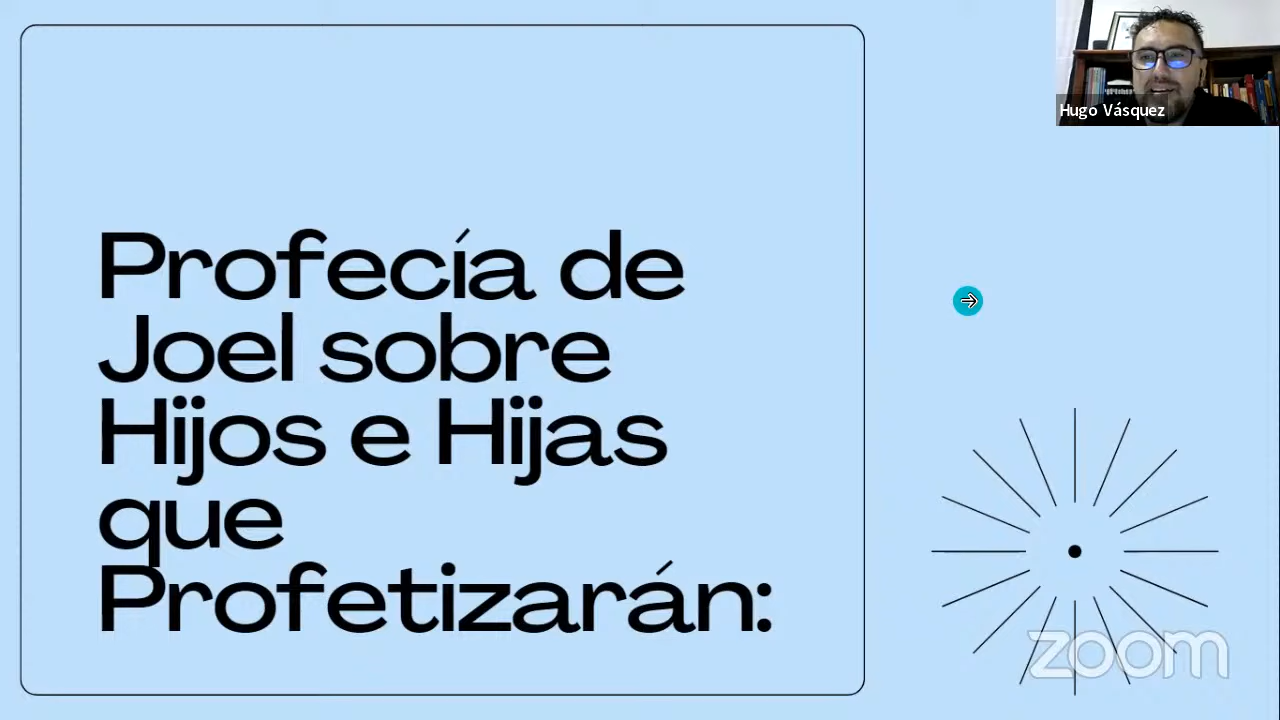 Hugo Vásquez
Profecía de
Joel sobre
Hijos e Hijas
que
Profetizarán:
zoom